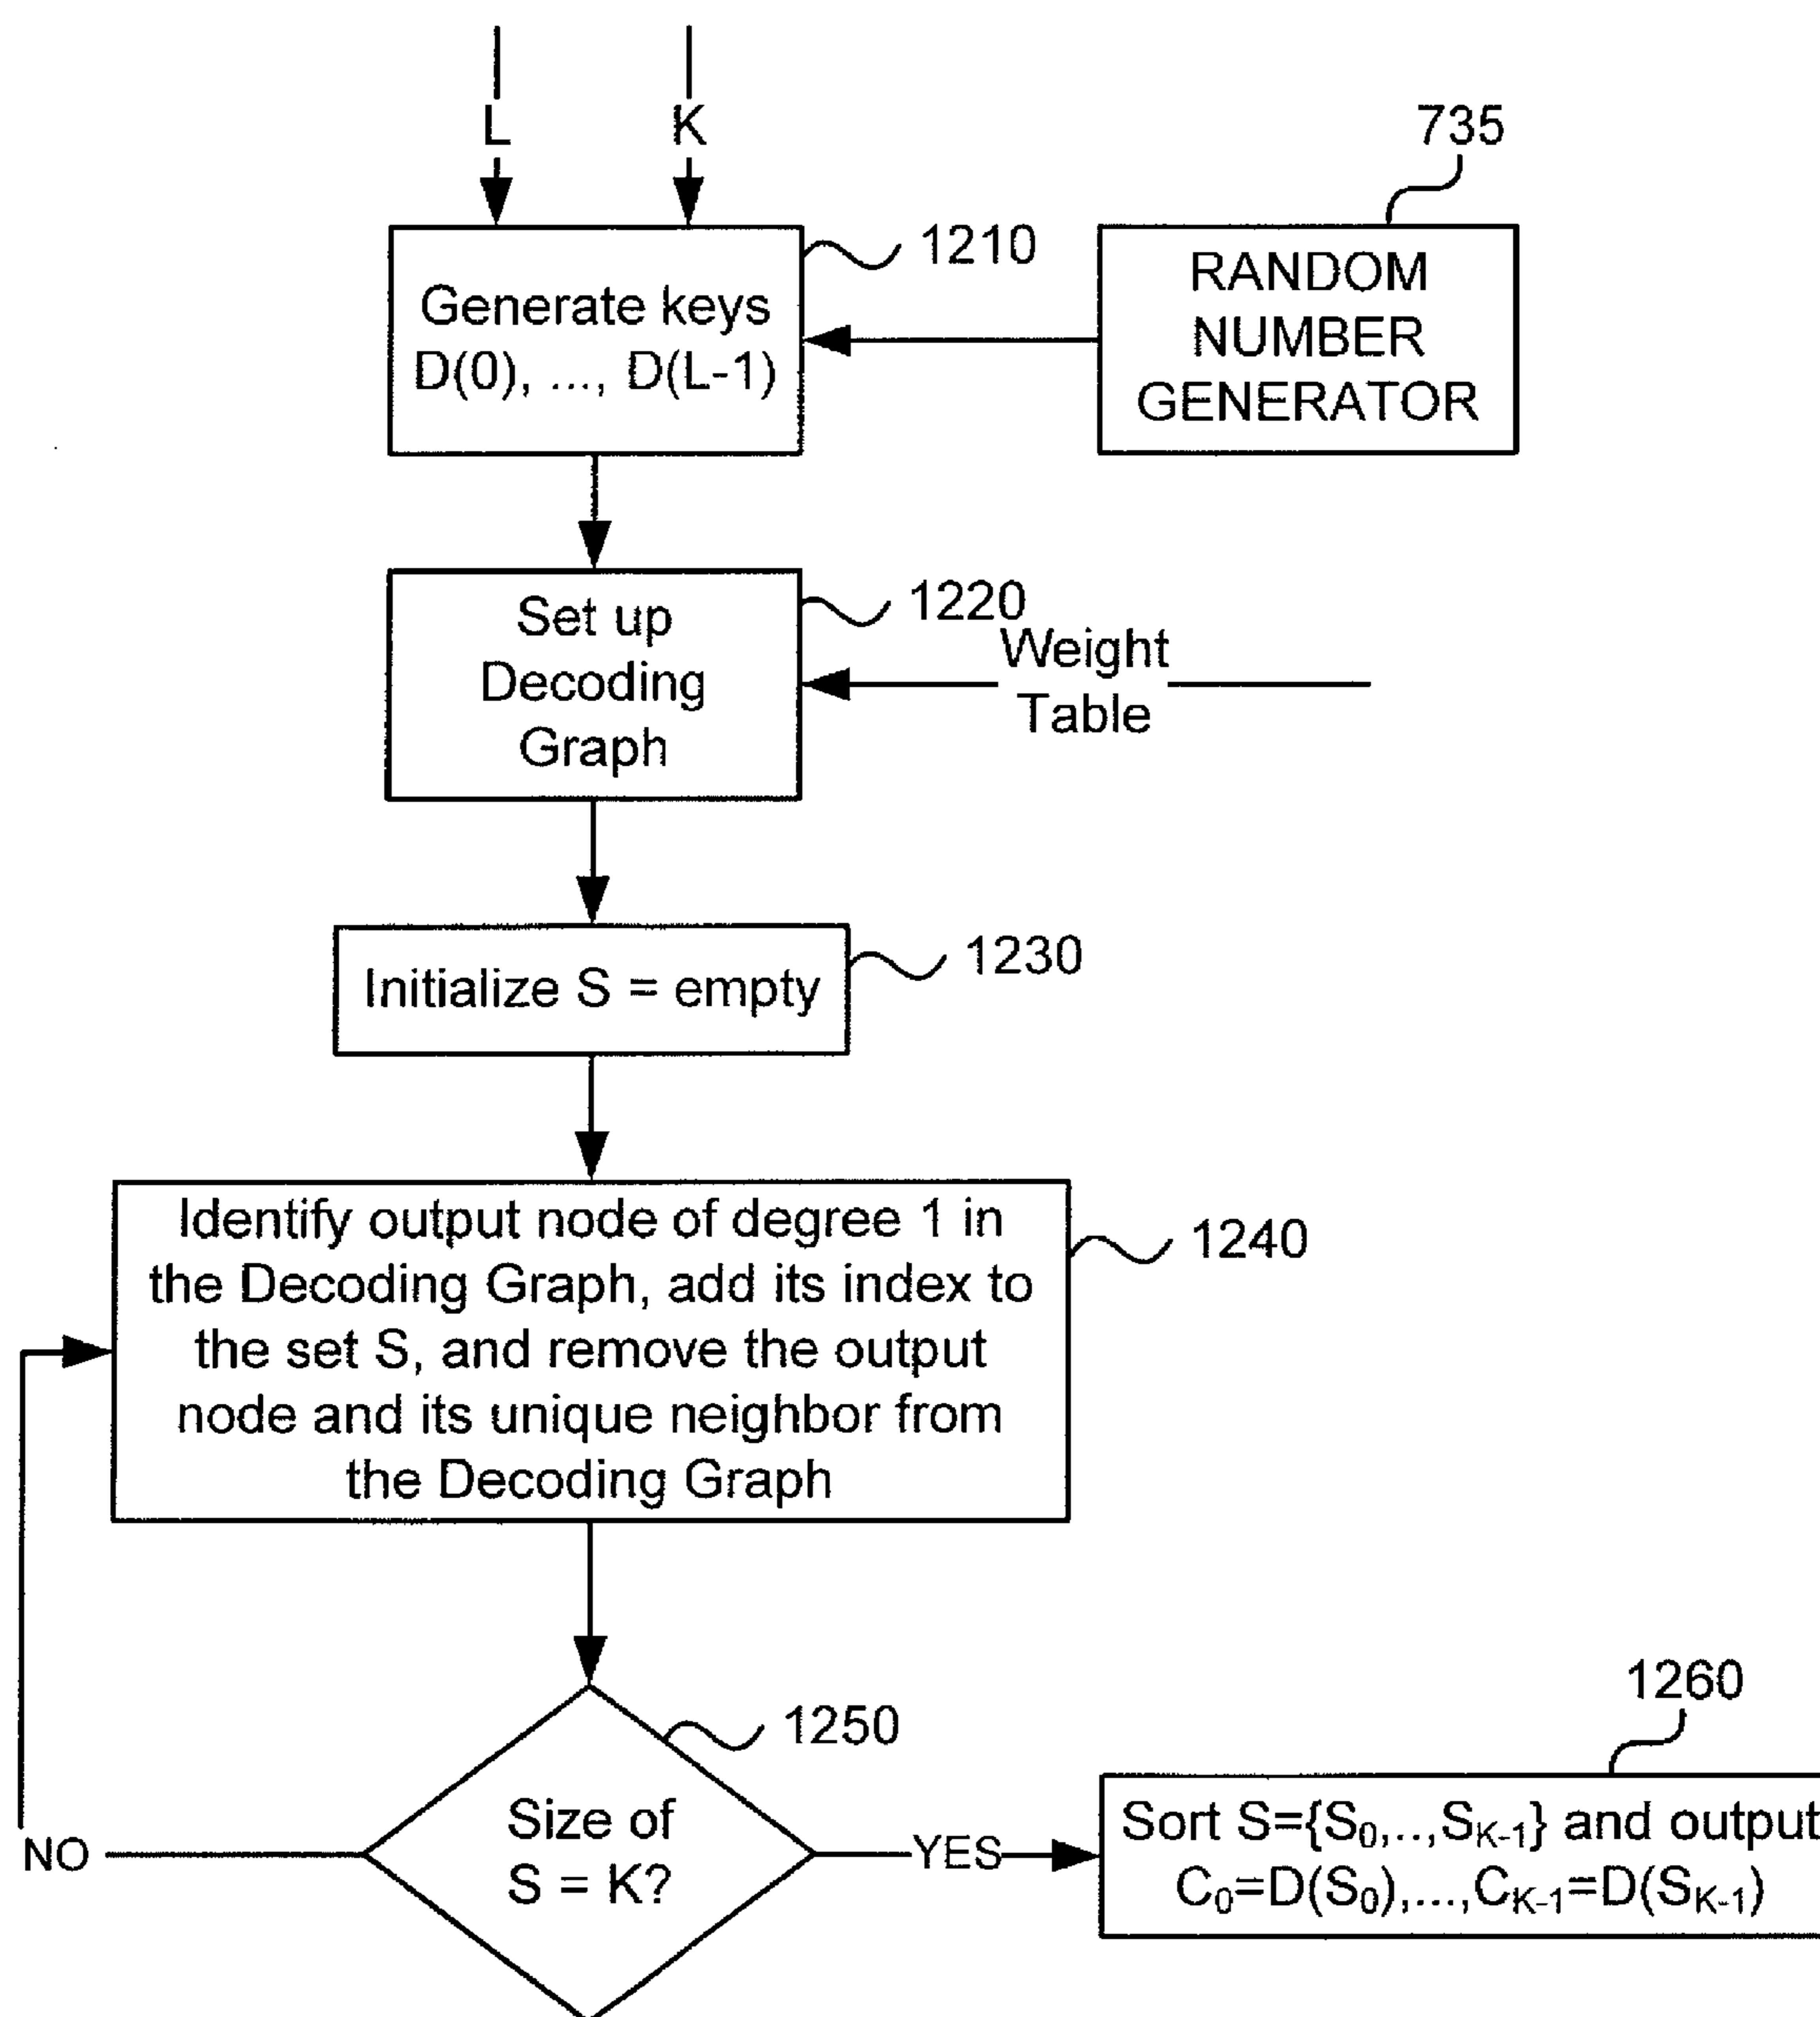 L
K
735
1210
Generate keys
D(0), ..., D(L-1)
RANDOM
NUMBER
GENERATOR
1220
Set up
Decoding
Graph
Weight
Table
1230
Initialize S = empty
1240
Identify output node of degree 1 in
the Decoding Graph, add its index to
the set S, and remove the output
node and its unique neighbor from
the Decoding Graph
1250
Size of
S = K?
NO
YES
1260
Sort S={S₀,..,S_K₋₁} and output
C₀=D(S₀),...,C_K₋₁=D(S_K₋₁)